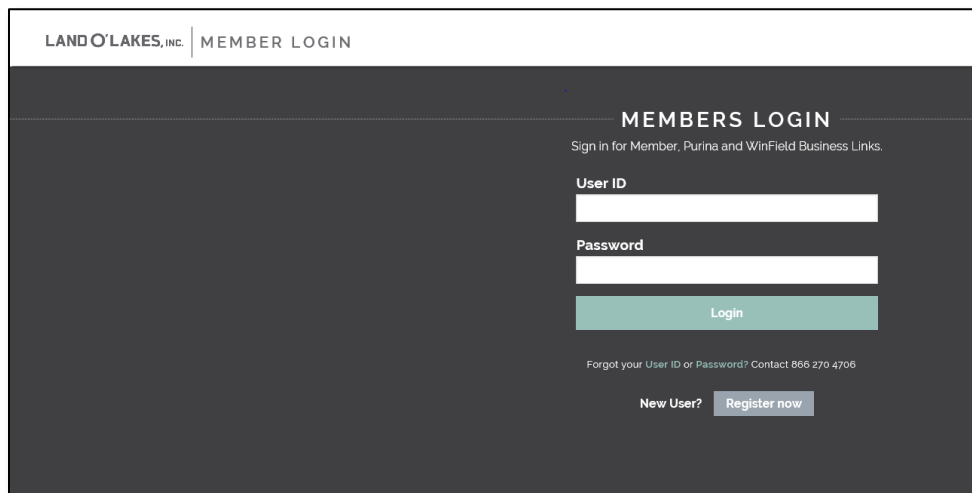 LAND O'LAKES, INC. MEMBER LOGIN
MEMBERS LOGIN
Sign in for Member, Purina and WinField Business Links.
User ID
Password
Login
Forgot your User ID or Password? Contact 866 270 4706
New User? Register now